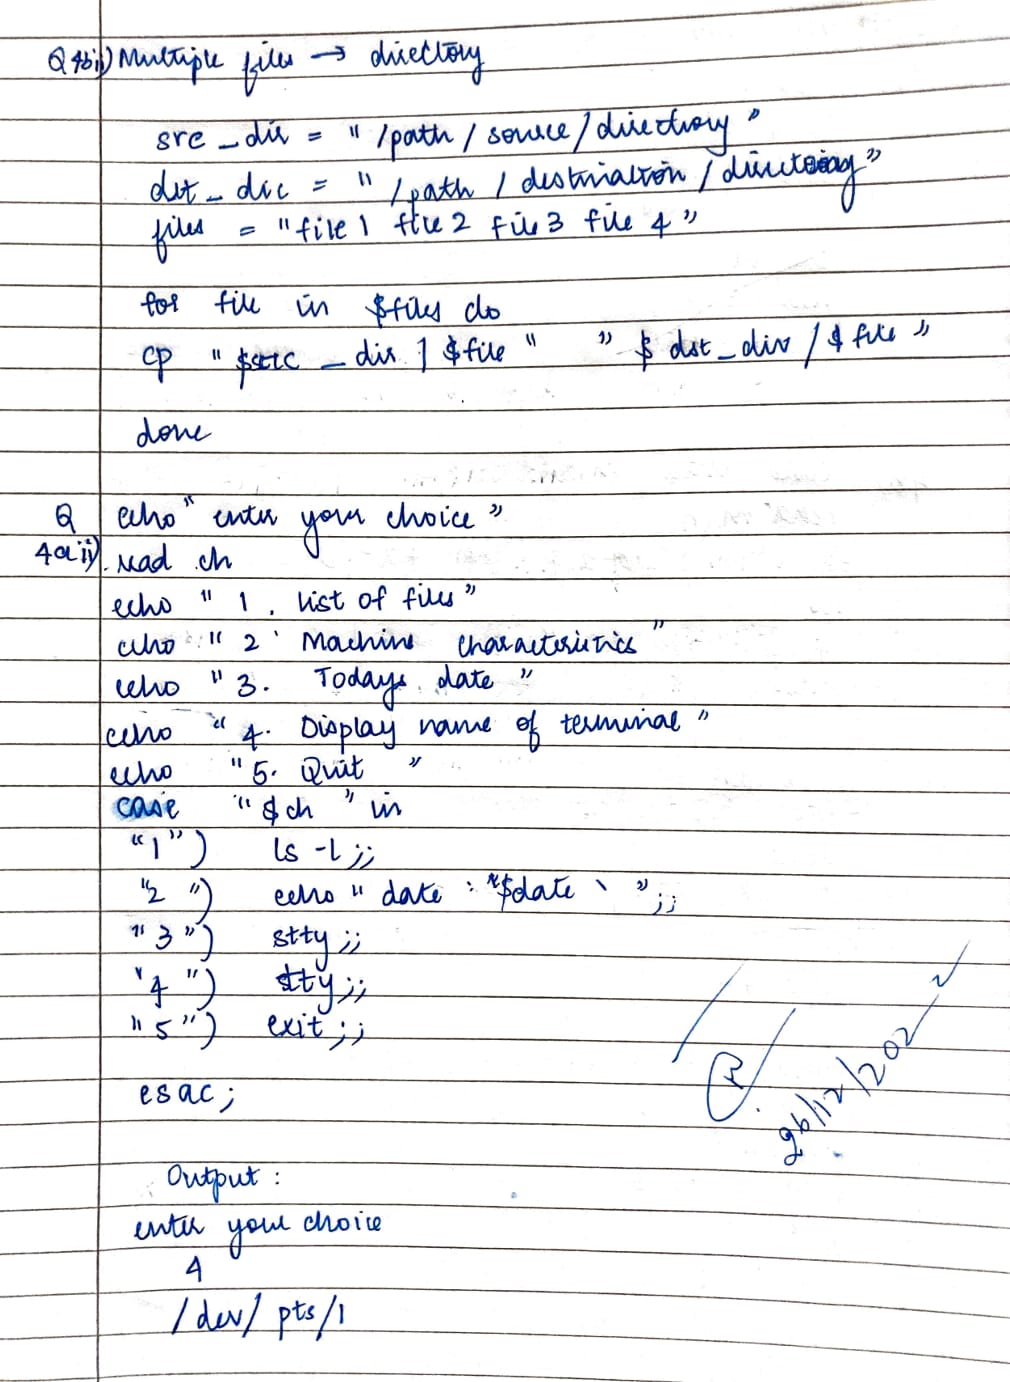 Q 4bii) Multiple files → directory
src_dir = "/path/source/directory"
dst_dir = "/path/destination/directory"
files = "file1 file2 file3 file4"
for file in $files do
cp "$src_dir/$file" "$dst_dir/$file"
done
Q echo "enter your choice"
4aii). read ch
echo "1. list of files"
echo "2. Machine characteristics"
echo "3. Todays date"
echo "4. Display name of terminal"
echo "5. Quit"
case "$ch" in
"1") ls -l ;;
"2") echo "date : $date ` " ;;
"3") stty ;;
"4") tty ;;
"5") exit ;;
esac ;
26/12/202
Output :
enter your choice
4
/dev/pts/1